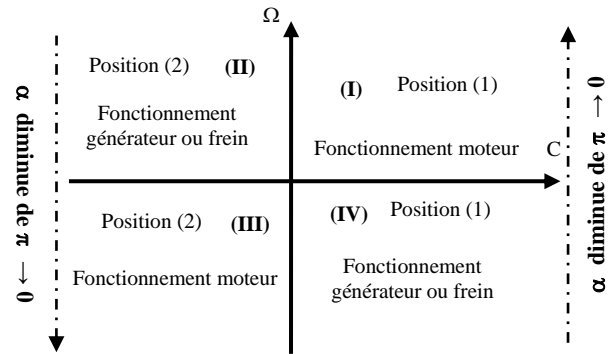 Ω
Position (2) (II)
Fonctionnement
générateur ou frein
(I) Position (1)
Fonctionnement moteur
C
Position (2) (III)
Fonctionnement moteur
(IV) Position (1)
Fonctionnement
générateur ou frein
α diminue de π → 0
α diminue de π → 0